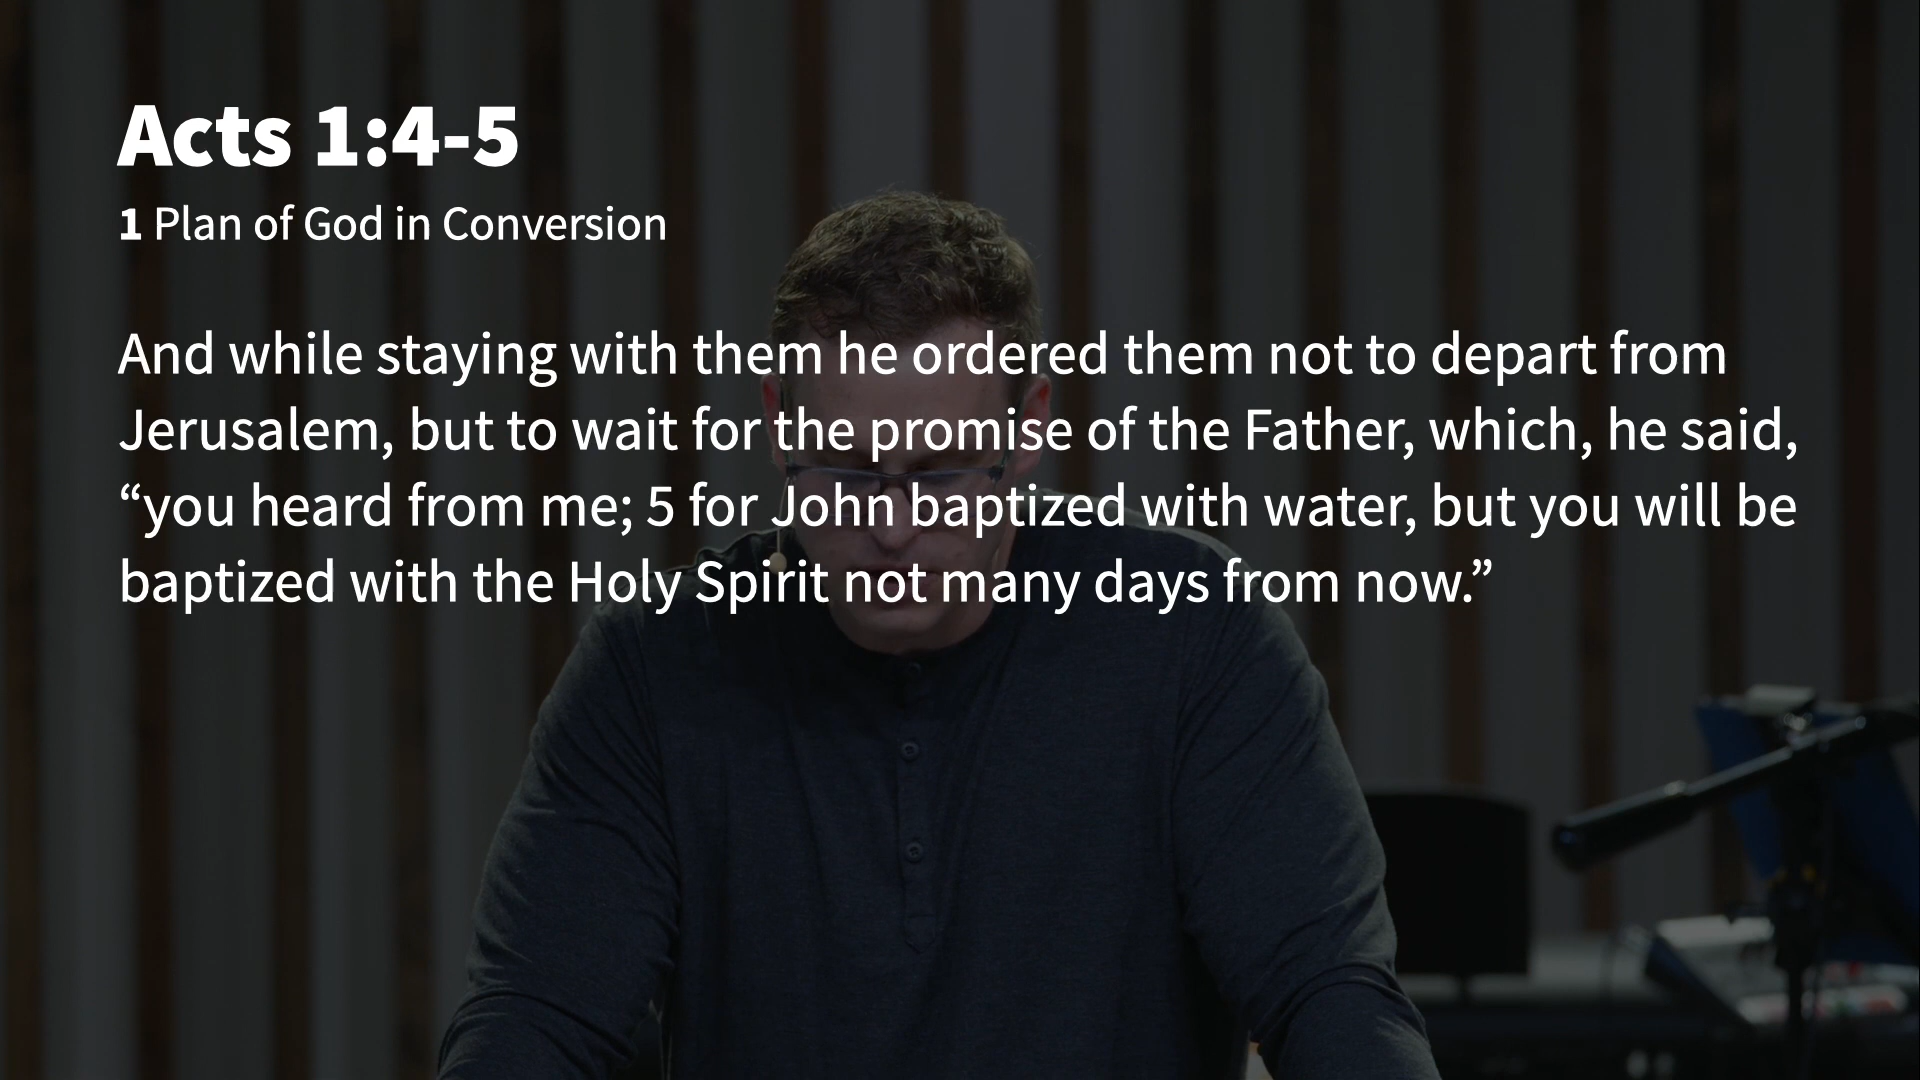 Acts 1:4-5
1 Plan of God in Conversion
And while staying with them he ordered them not to depart from
Jerusalem, but to wait for the promise of the Father, which, he said,
“you heard from me; 5 for John baptized with water, but you will be
baptized with the Holy Spirit not many days from now.”